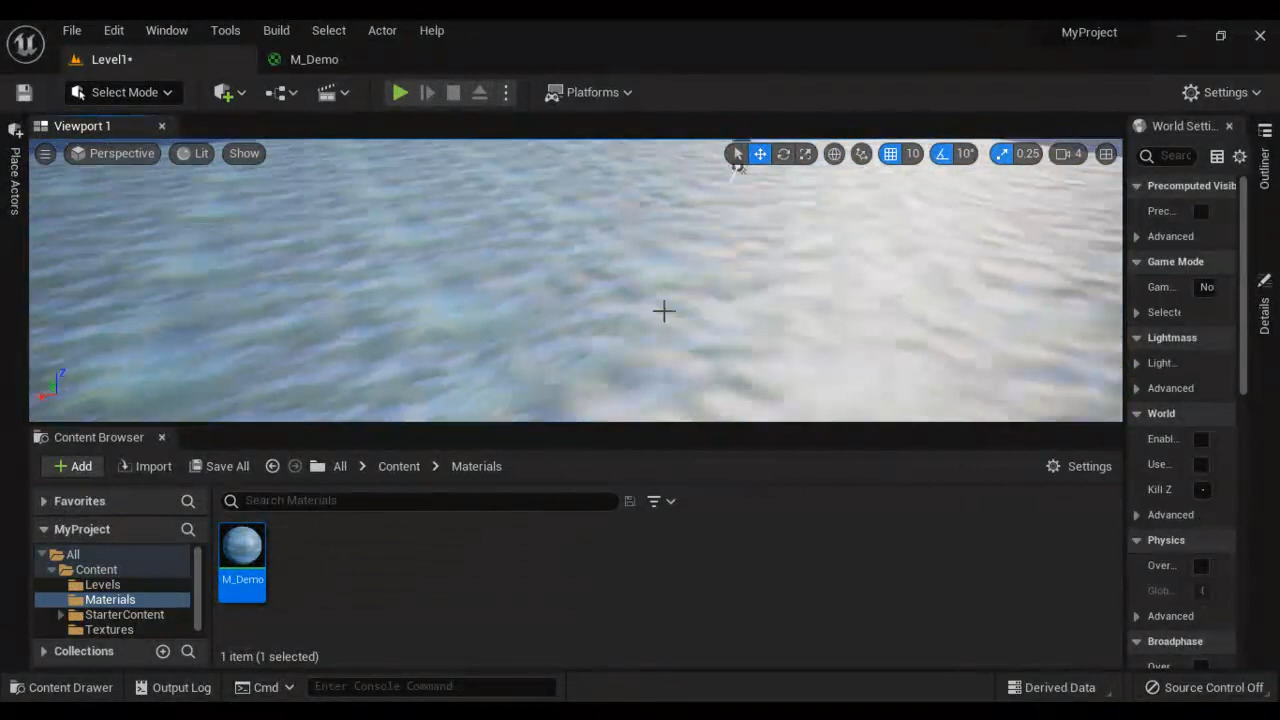 File Edit Window Tools Build Select Actor Help
MyProject
Level1•
M_Demo
Select Mode
Platforms
Settings
Viewport 1
World Setti...
Place Actors
Perspective
Lit
Show
10
10°
0.25
4
Searc
Outliner
Precomputed Visib
Prec...
Advanced
Game Mode
Gam...
No
Selecte
Details
Lightmass
Light...
Advanced
World
Enabl...
Use...
Kill Z
Advanced
Physics
Over...
Glob...
Advanced
Broadphase
Over
Z
Content Browser
Add
Import
Save All
All
Content
Materials
Settings
Favorites
Search Materials
MyProject
All
Content
Levels
Materials
StarterContent
Textures
M_Demo
Collections
1 item (1 selected)
Content Drawer
Output Log
Cmd
Enter Console Command
Derived Data
Source Control Off